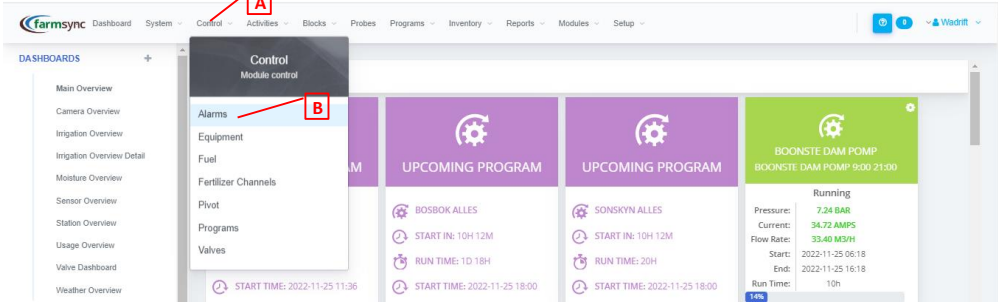 A
farmsync Dashboard System Control Activities Blocks Probes Programs Inventory Reports Modules Setup 0 Wadrift
DASHBOARDS +
Main Overview
Camera Overview
Irrigation Overview
Irrigation Overview Detail
Moisture Overview
Sensor Overview
Station Overview
Usage Overview
Valve Dashboard
Weather Overview
Control
Module control
Alarms
B
Equipment
Fuel
Fertilizer Channels
Pivot
Programs
Valves
AM
START TIME: 2022-11-25 11:36
UPCOMING PROGRAM
BOSBOK ALLES
START IN: 10H 12M
RUN TIME: 1D 18H
START TIME: 2022-11-25 18:00
UPCOMING PROGRAM
SONSKYN ALLES
START IN: 10H 12M
RUN TIME: 20H
START TIME: 2022-11-25 18:00
BOONSTE DAM POMP
BOONSTE DAM POMP 9:00 21:00
Running
Pressure: 7.24 BAR
Current: 34.72 AMPS
Flow Rate: 33.40 M3/H
Start: 2022-11-25 06:18
End: 2022-11-25 16:18
Run Time: 10h
14%